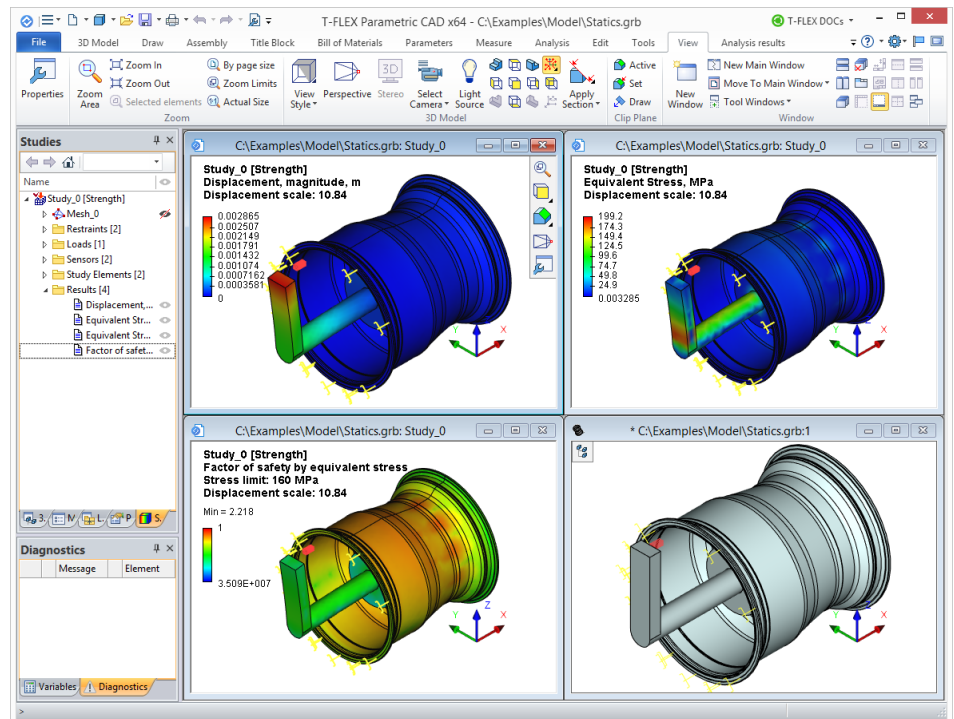 T-FLEX Parametric CAD x64 - C:\Examples\Model\Statics.grb
T-FLEX DOCs
File 3D Model Draw Assembly Title Block Bill of Materials Parameters Measure Analysis Edit Tools View Analysis results
Properties
Zoom Area
Zoom In
Zoom Out
Selected elements
By page size
Zoom Limits
Actual Size
Zoom
View Style
Perspective
3D
Stereo
Select Camera
Light Source
Apply Section
3D Model
Active
Set
Draw
Clip Plane
New Window
New Main Window
Move To Main Window
Tool Windows
Window
Studies
Name
Study_0 [Strength]
Mesh_0
Restraints [2]
Loads [1]
Sensors [2]
Study Elements [2]
Results [4]
Displacement,...
Equivalent Str...
Equivalent Str...
Factor of safet...
3. M L. P S.
Diagnostics
Message Element
Variables Diagnostics
>
C:\Examples\Model\Statics.grb: Study_0
Study_0 [Strength]
Displacement, magnitude, m
Displacement scale: 10.84
0.002865
0.002507
0.002149
0.001791
0.001432
0.001074
0.0007162
0.0003581
0
Y X
C:\Examples\Model\Statics.grb: Study_0
Study_0 [Strength]
Equivalent Stress, MPa
Displacement scale: 10.84
199.2
174.3
149.4
124.5
99.6
74.7
49.8
24.9
0.003285
Y Z X
C:\Examples\Model\Statics.grb: Study_0
Study_0 [Strength]
Factor of safety by equivalent stress
Stress limit: 160 MPa
Displacement scale: 10.84
Min = 2.218
1
3.509E+007
Y Z X
* C:\Examples\Model\Statics.grb:1
Y Z X